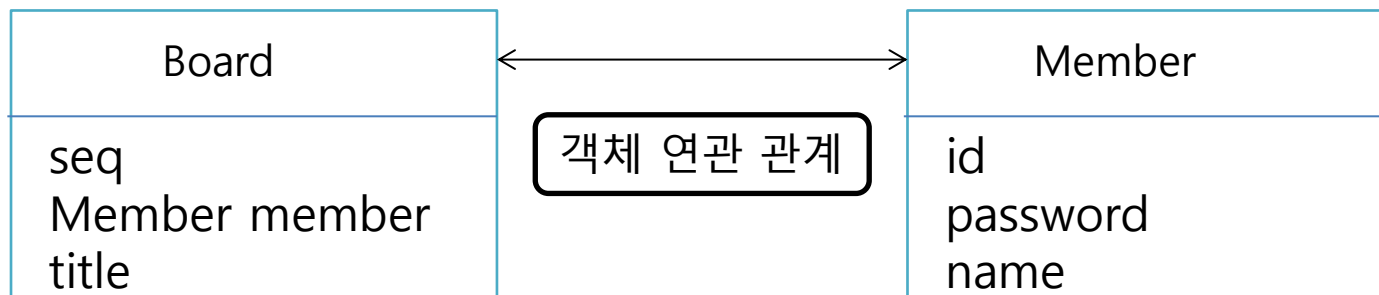 Board
seq
Member member
title
객체 연관 관계
Member
id
password
name